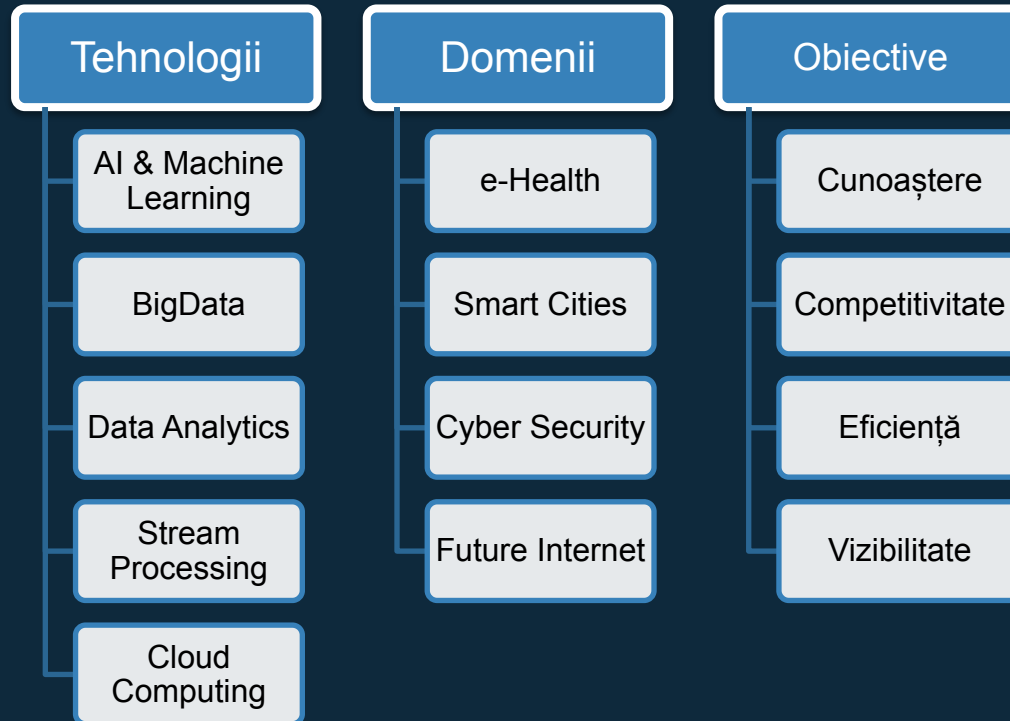 Tehnologii
AI & Machine
Learning
BigData
Data Analytics
Stream
Processing
Cloud
Computing
Domenii
e-Health
Smart Cities
Cyber Security
Future Internet
Obiective
Cunoaștere
Competitivitate
Eficiență
Vizibilitate